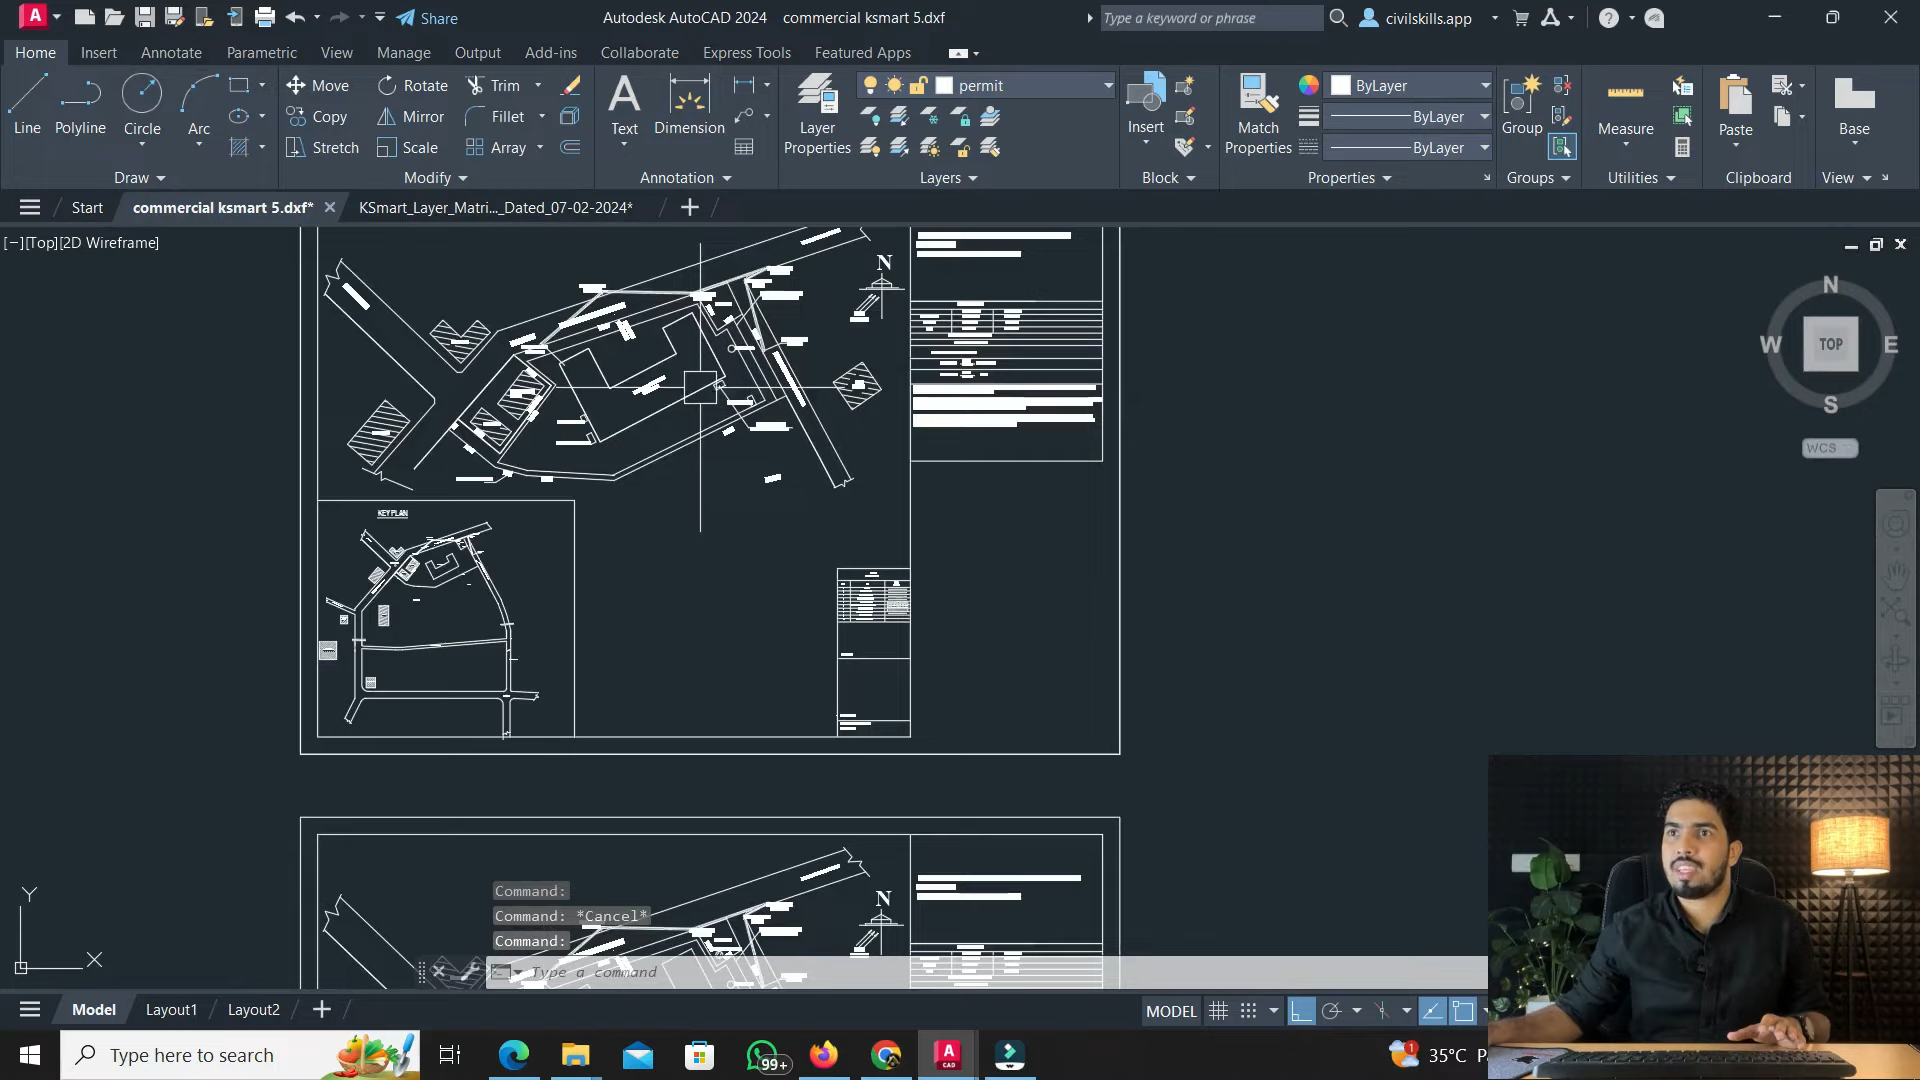 Share
Autodesk AutoCAD 2024
commercial ksmart 5.dxf
Type a keyword or phrase
civilskills.app
Home
Insert
Annotate
Parametric
View
Manage
Output
Add-ins
Collaborate
Express Tools
Featured Apps
Line
Polyline
Circle
Arc
Draw
Move
Rotate
Trim
Copy
Mirror
Fillet
Stretch
Scale
Array
Modify
Text
Dimension
Annotation
Layer Properties
permit
Layers
Insert
Block
Match Properties
ByLayer
ByLayer
ByLayer
Properties
Group
Groups
Measure
Utilities
Paste
Clipboard
Base
View
Start
commercial ksmart 5.dxf*
KSmart_Layer_Matri..._Dated_07-02-2024*
[−][Top][2D Wireframe]
N
N
W
TOP
E
S
WCS
KEY PLAN
N
Command:
Command: *Cancel*
Command:
Type a command
Y
X
Model
Layout1
Layout2
MODEL
Type here to search
99+
A
CAD
1
35°C